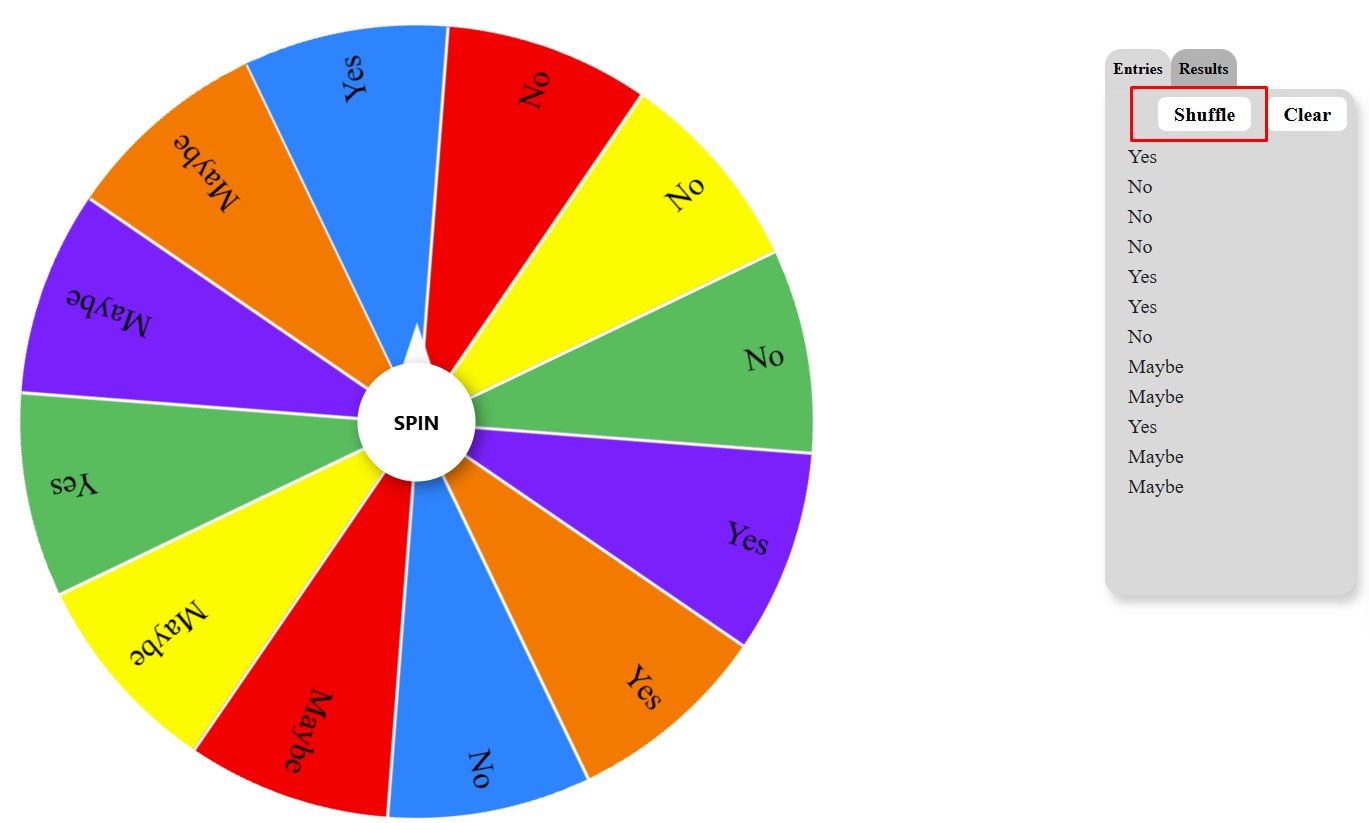 Yes
No
No
No
Yes
Yes
No
Maybe
Maybe
Yes
Maybe
Maybe
SPIN
Entries
Results
Shuffle
Clear
Yes
No
No
No
Yes
Yes
No
Maybe
Maybe
Yes
Maybe
Maybe